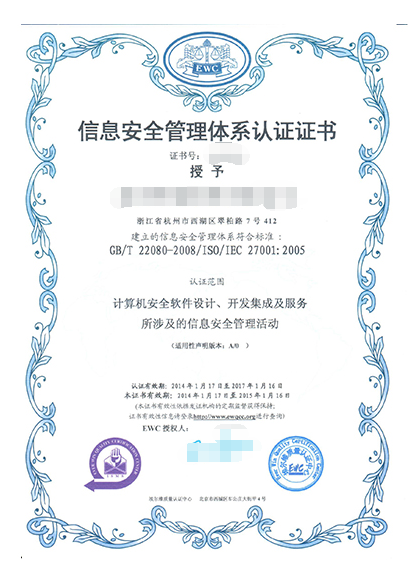 EWC
信息安全管理体系认证证书
证书号:
授 予
浙江省杭州市西湖区翠柏路 7 号 412
建立的信息安全管理体系符合标准:
GB/T 22080-2008/ISO/IEC 27001:2005
认证范围
计算机安全软件设计、开发集成及服务
所涉及的信息安全管理活动
(适用性声明版本: A/0 )
认证有效期: 2014 年 1 月 17 日至 2017 年 1 月 16 日
本证书有效期: 2014 年 1 月 17 日至 2015 年 1 月 16 日
(本证书有效性依据发证机构的定期监督获得保持;
本证书有效性信息请登录http://www.ewqcc.org进行查询)
EWC 授权人:
埃尔维质量认证中心 北京市西城区车公庄大街甲 4 号